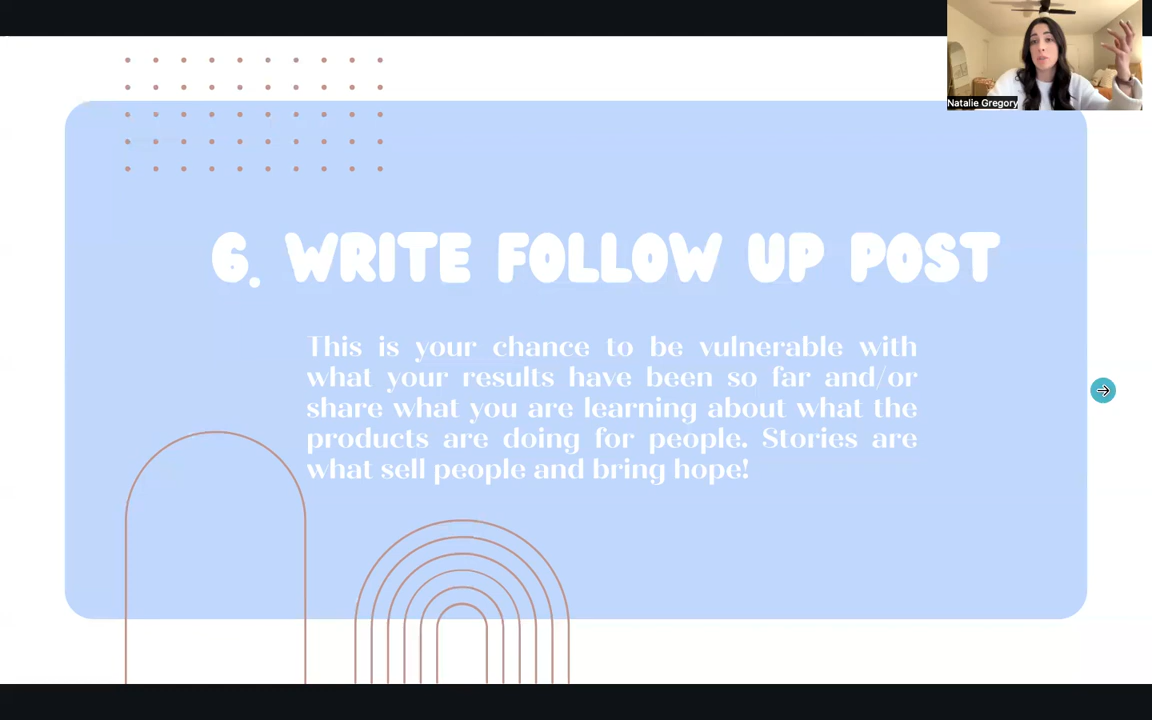 Natalie Gregory
6. WRITE FOLLOW UP POST
This is your chance to be vulnerable with
what your results have been so far and/or
share what you are learning about what the
products are doing for people. Stories are
what sell people and bring hope!